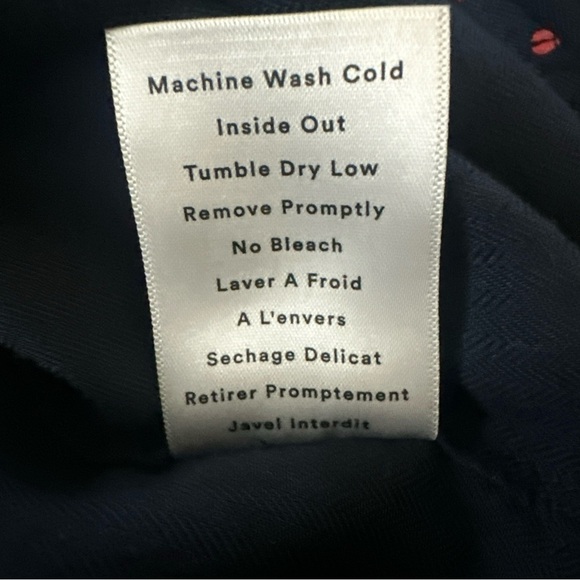 Machine Wash Cold
Inside Out
Tumble Dry Low
Remove Promptly
No Bleach
Laver A Froid
A L'envers
Sechage Delicat
Retirer Promptement
Javel Interdit